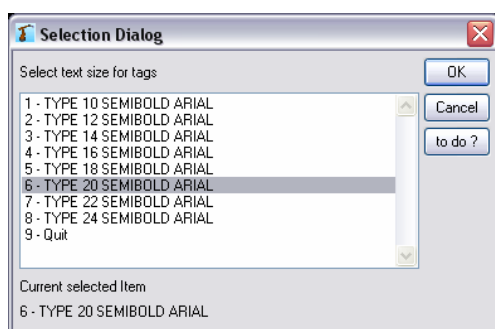 Selection Dialog
Select text size for tags
OK
Cancel
to do ?
1 - TYPE 10 SEMIBOLD ARIAL
2 - TYPE 12 SEMIBOLD ARIAL
3 - TYPE 14 SEMIBOLD ARIAL
4 - TYPE 16 SEMIBOLD ARIAL
5 - TYPE 18 SEMIBOLD ARIAL
6 - TYPE 20 SEMIBOLD ARIAL
7 - TYPE 22 SEMIBOLD ARIAL
8 - TYPE 24 SEMIBOLD ARIAL
9 - Quit
Current selected Item
6 - TYPE 20 SEMIBOLD ARIAL